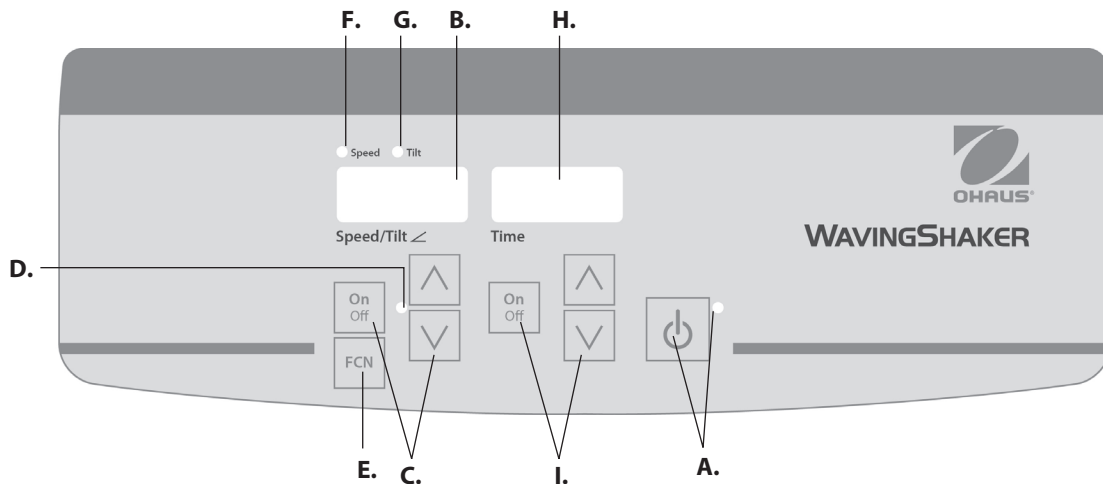 F. G. B. H.
Speed Tilt
OHAUS®
Speed/Tilt Time
WAVINGSHAKER
D.
On
Off
On
Off
FCN
E. C. I. A.